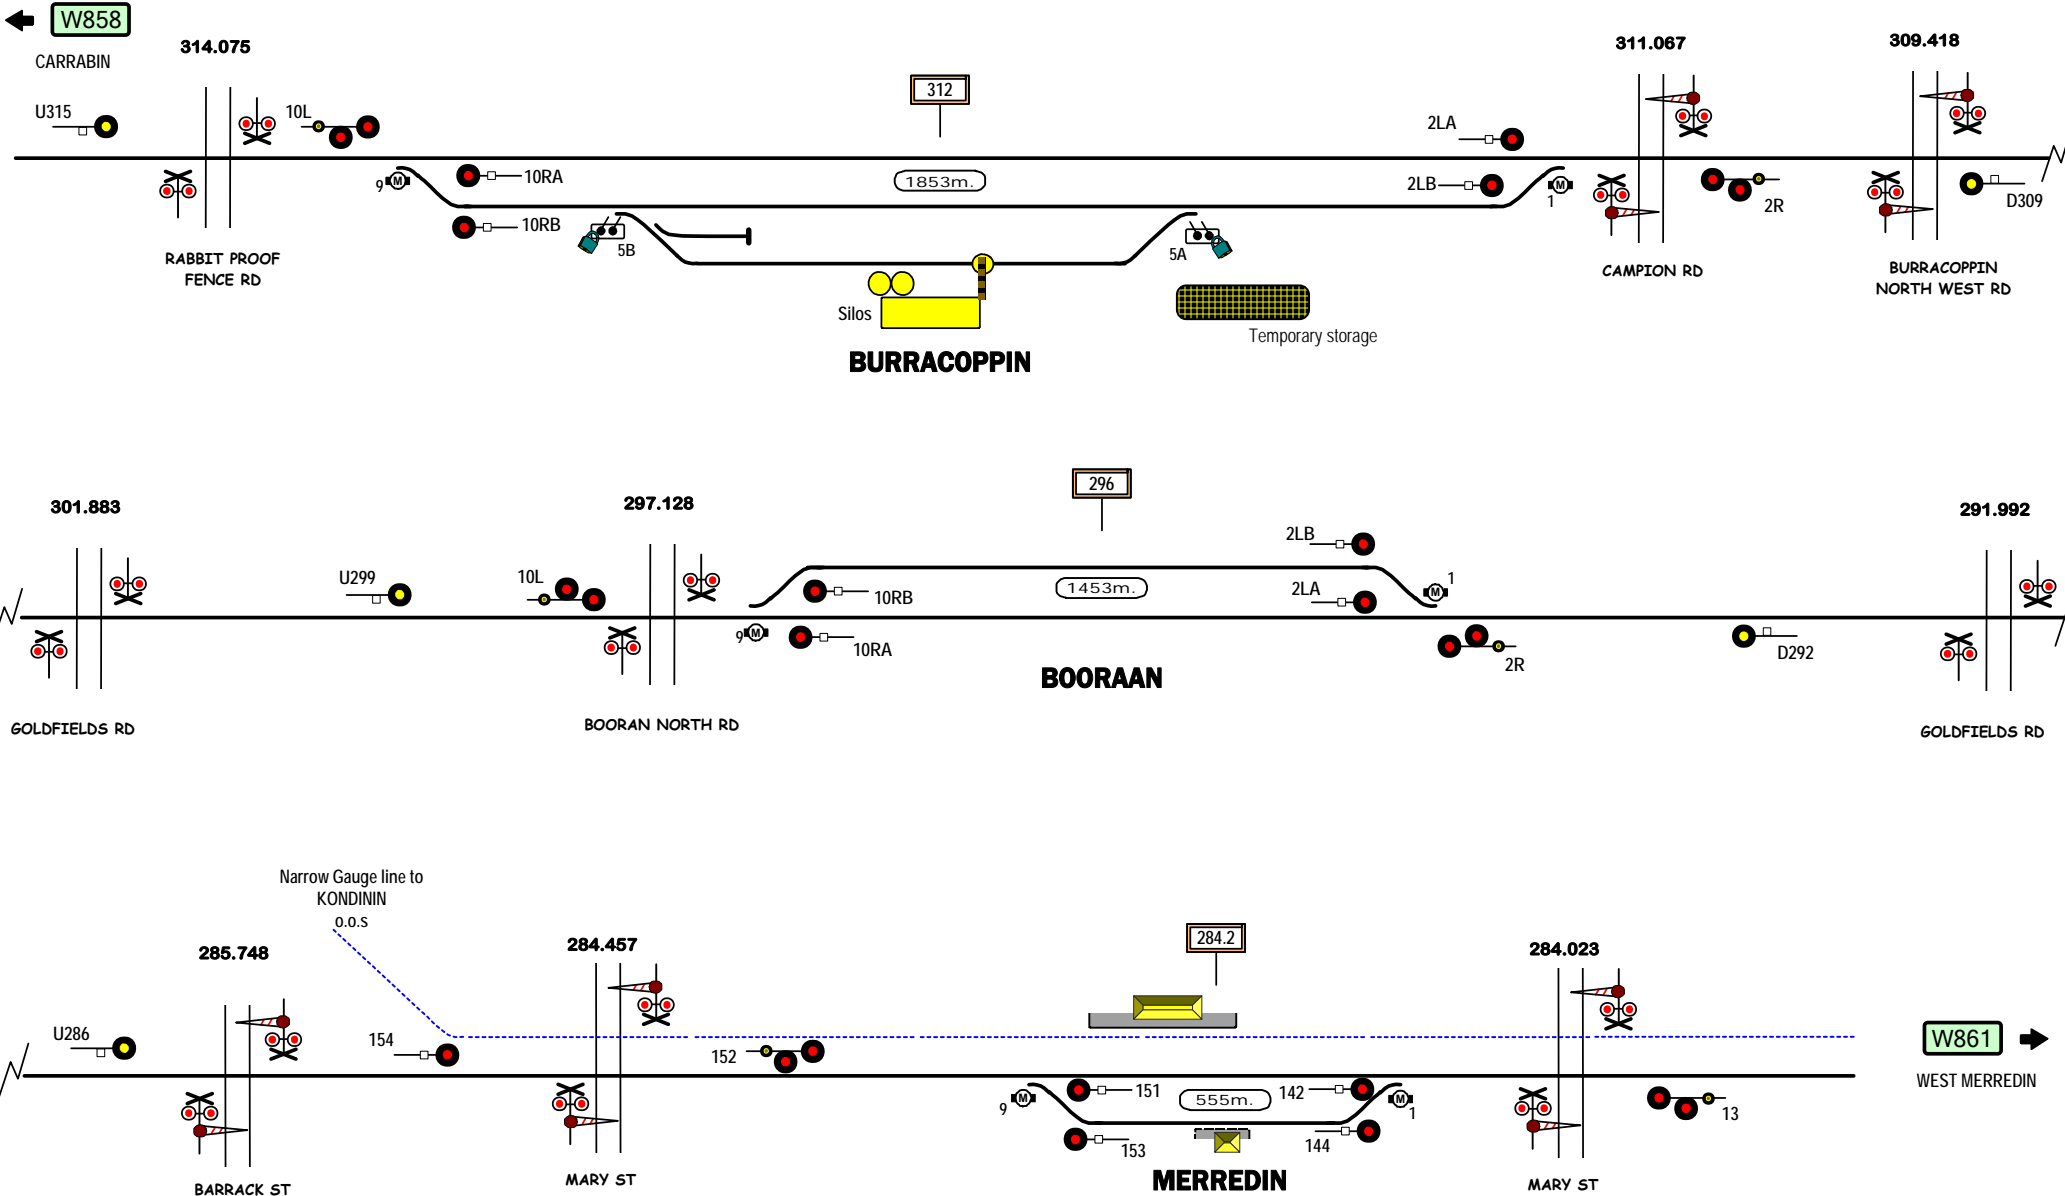 W858
CARRABIN
314.075
312
311.067
309.418
U315
10L
2LA
9 M
10RA
1853m.
2LB
M
1
2R
D309
10RB
5B
5A
RABBIT PROOF
FENCE RD
Silos
Temporary storage
CAMPION RD
BURRACOPPIN
NORTH WEST RD
BURRACOPPIN
301.883
297.128
296
291.992
U299
10L
2LB
10RB
1453m.
2LA
M 1
9 M
10RA
2R
D292
BOORAAN
GOLDFIELDS RD
BOORAN NORTH RD
GOLDFIELDS RD
Narrow Gauge line to
KONDININ
O.O.S
285.748
284.457
284.2
284.023
U286
154
152
W861
WEST MERREDIN
9 M
151
555m.
142
M 1
13
153
144
MERREDIN
BARRACK ST
MARY ST
MARY ST